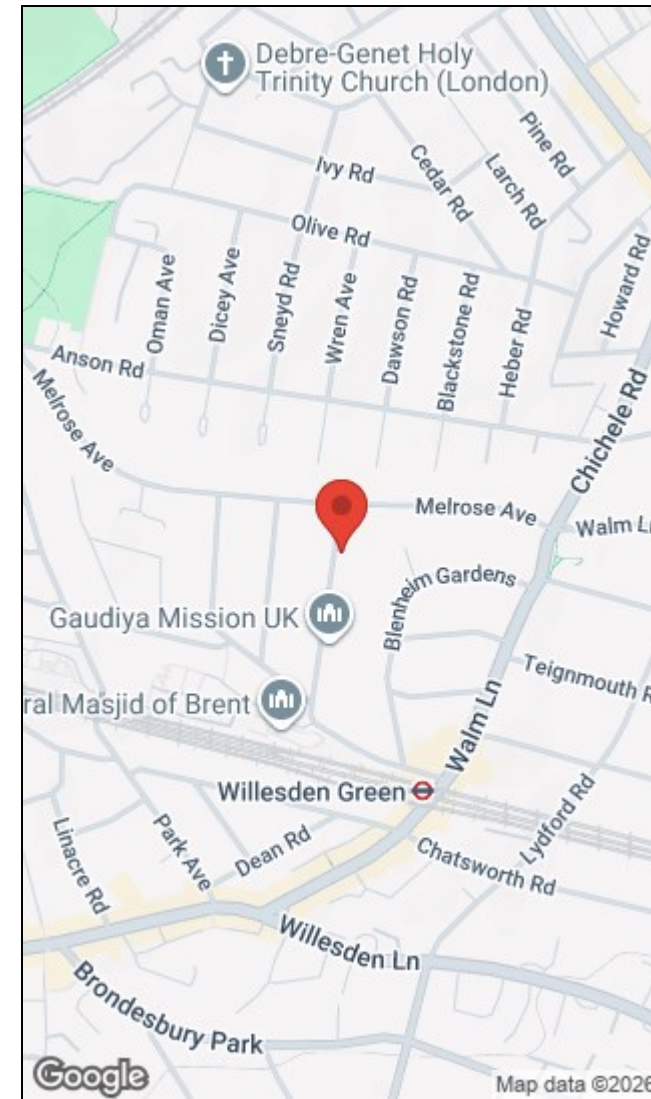 Debre-Genet Holy
Trinity Church (London)
Pine Rd
Ivy Rd
Cedar Rd
Larch Rd
Olive Rd
Howard Rd
Oman Ave
Dicey Ave
Sneyd Rd
Wren Ave
Dawson Rd
Blackstone Rd
Heber Rd
Anson Rd
Melrose Ave
Chichele Rd
Melrose Ave
Walm Ln
Blenheim Gardens
Gaudiya Mission UK
Teignmouth R
ral Masjid of Brent
Walm Ln
Willesden Green
Lydford Rd
Linacre Rd
Park Ave
Dean Rd
Chatsworth Rd
Willesden Ln
Brondesbury Park
Google
Map data ©2026